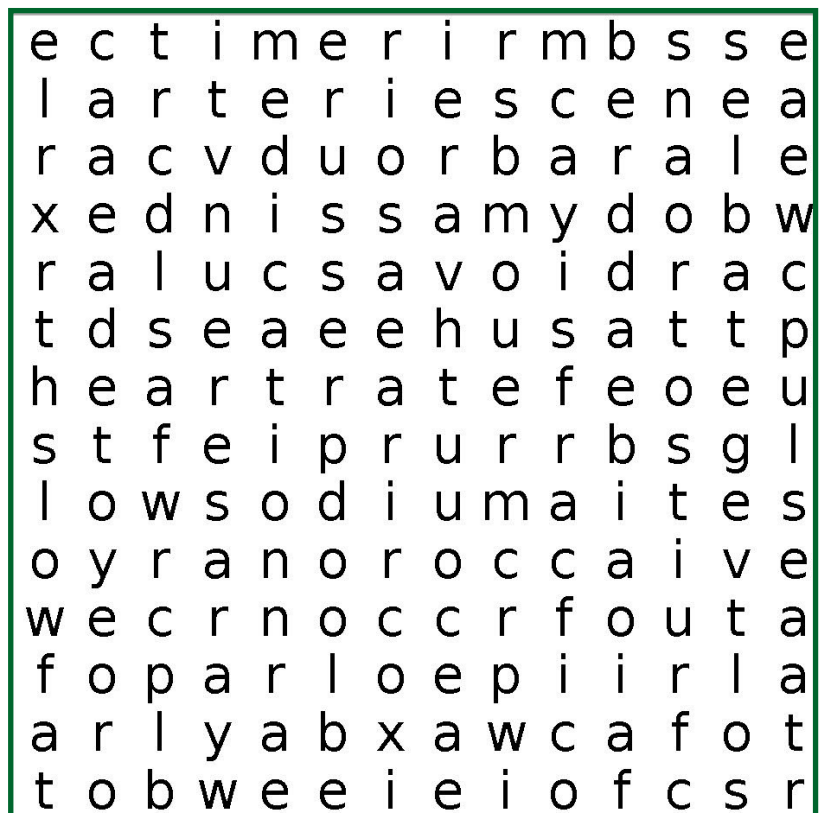 e c t i m e r i r m b s s e
l a r t e r i e s c e n e a
r a c v d u o r b a r a l e
x e d n i s s a m y d o b w
r a l u c s a v o i d r a c
t d s e a e e h u s a t t p
h e a r t r a t e f e o e u
s t f e i p r u r r b s g l
l o w s o d i u m a i t e s
o y r a n o r o c c a i v e
w e c r n o c c r f o u t a
f o p a r l o e p i i r l a
a r l y a b x a w c a f o t
t o b w e e i e i o f c s r